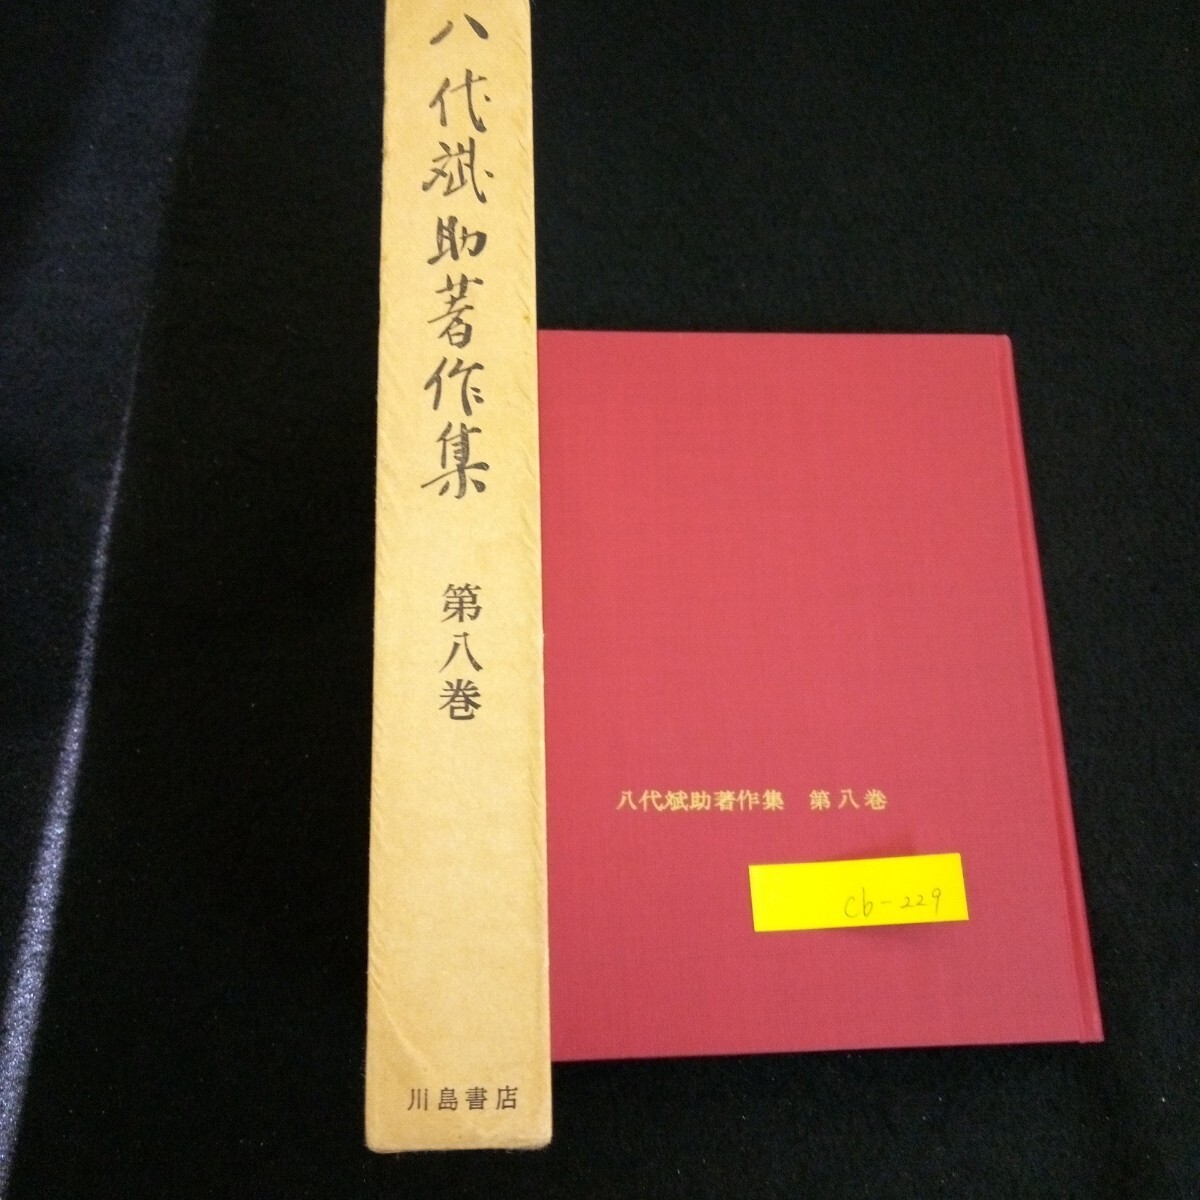 八代斌助著作集
第八巻
川島書店
八代斌助著作集　第八巻
cb-229